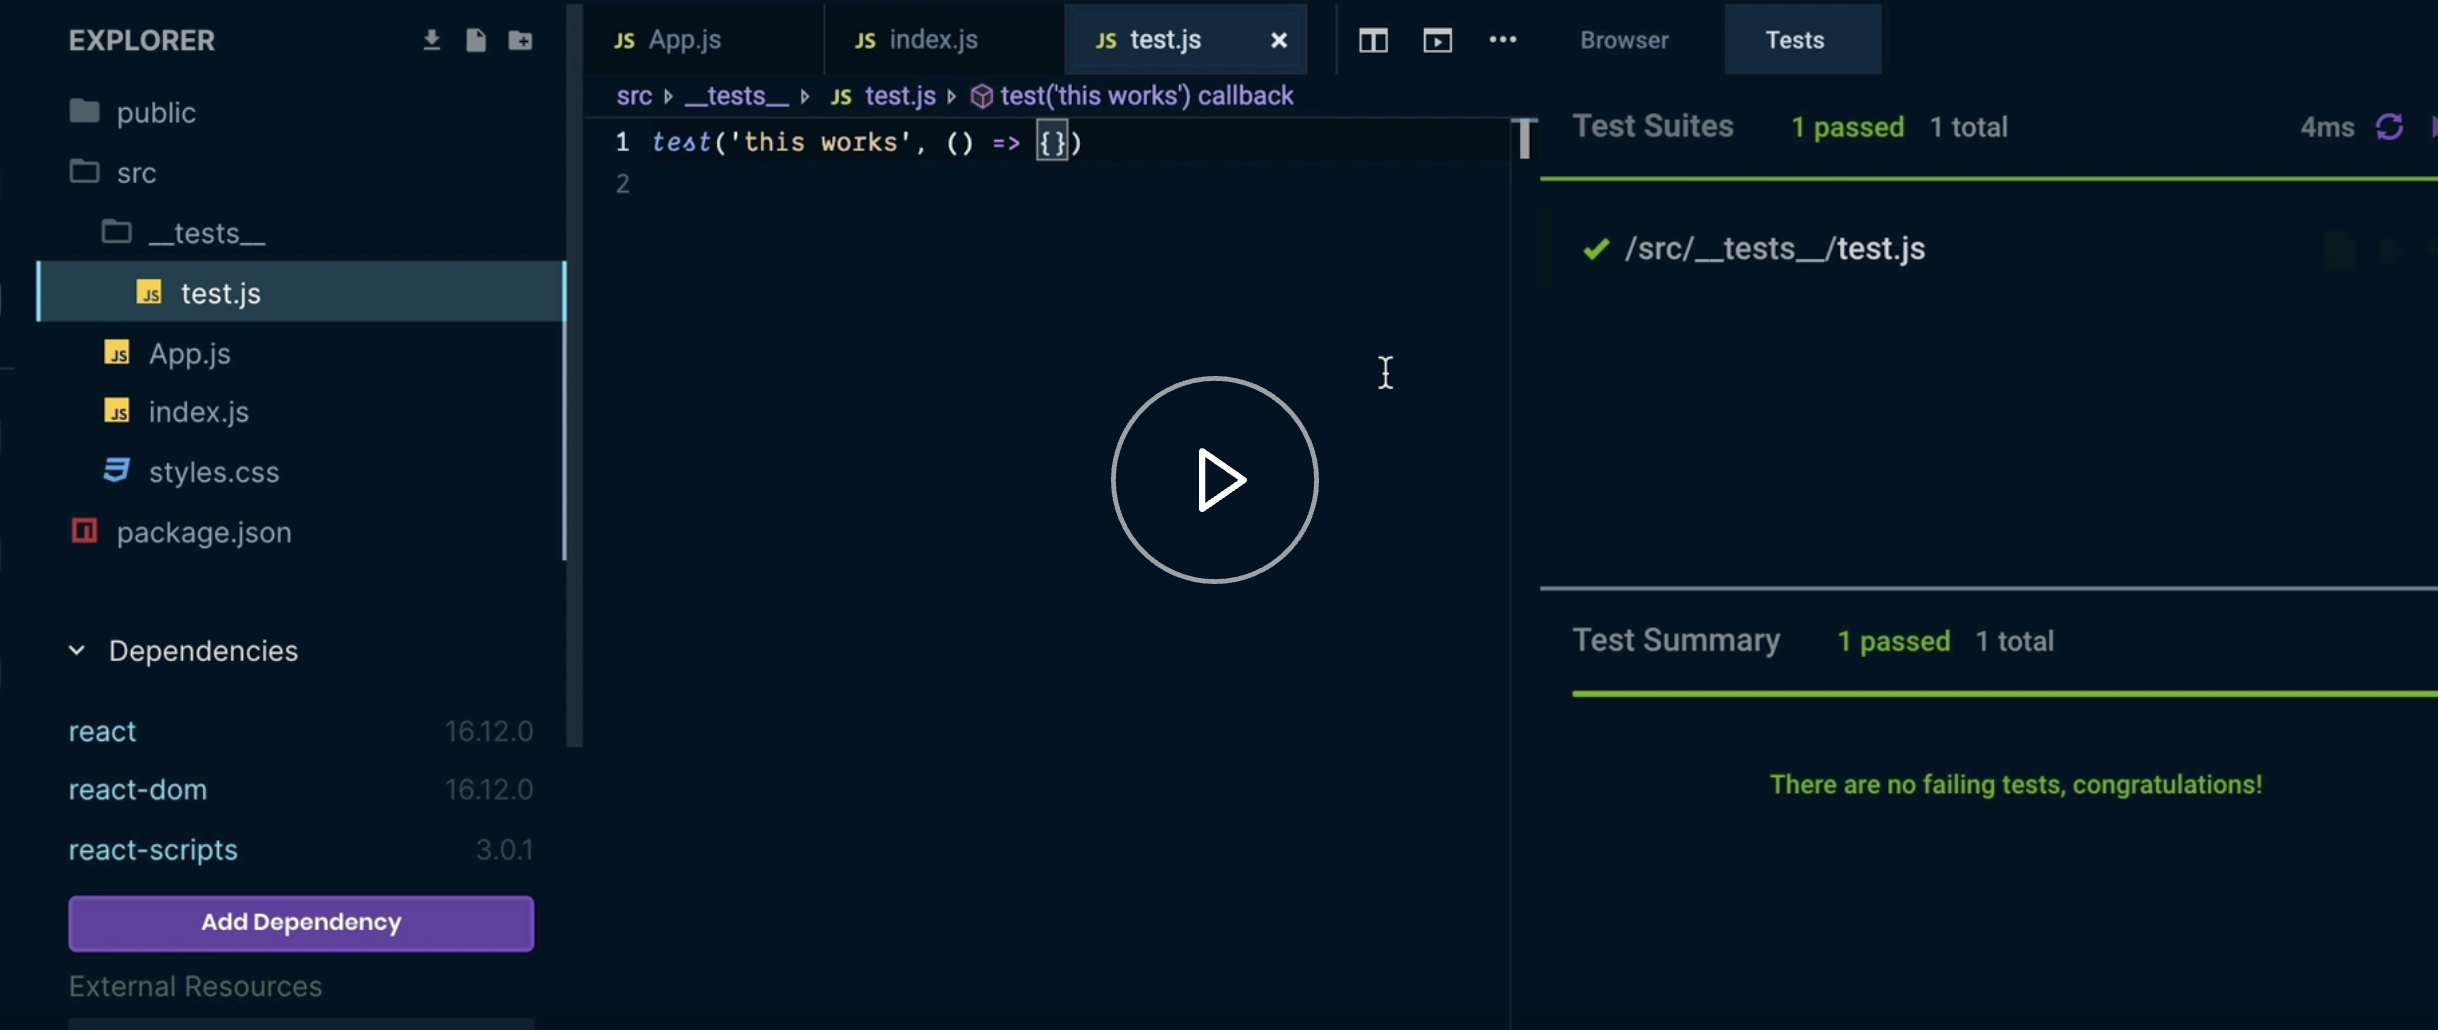 EXPLORER
public
src
__tests__
JS test.js
JS App.js
JS index.js
styles.css
package.json
Dependencies
react 16.12.0
react-dom 16.12.0
react-scripts 3.0.1
Add Dependency
External Resources
JS App.js
JS index.js
JS test.js
src __tests__ JS test.js test('this works') callback
1 test('this works', () => {})
2
Browser Tests
Test Suites 1 passed 1 total 4ms
/src/__tests__/test.js
Test Summary 1 passed 1 total
There are no failing tests, congratulations!